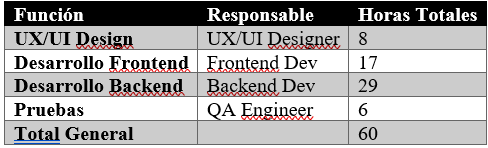 Función Responsable Horas Totales
UX/UI Design UX/UI Designer 8
Desarrollo Frontend Frontend Dev 17
Desarrollo Backend Backend Dev 29
Pruebas QA Engineer 6
Total General 60